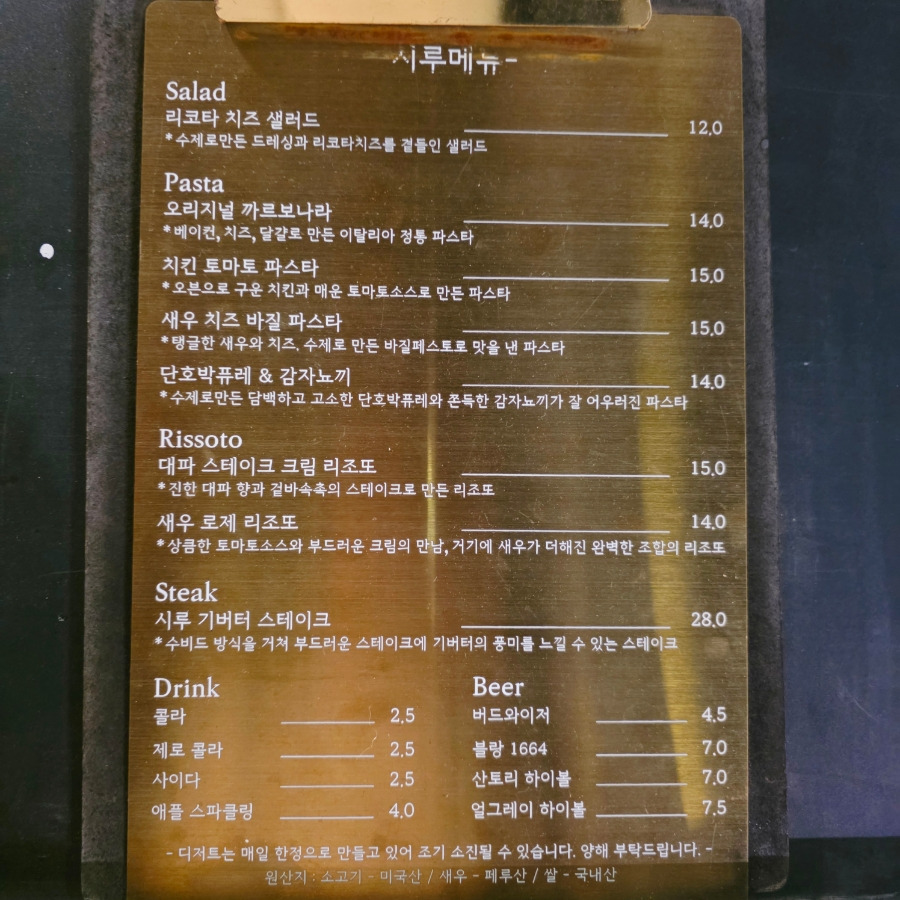 시루메뉴-
Salad
리코타 치즈 샐러드 12.0
*수제로만든 드레싱과 리코타치즈를 곁들인 샐러드
Pasta
오리지널 까르보나라 14.0
*베이컨, 치즈, 달걀로 만든 이탈리아 정통 파스타
치킨 토마토 파스타 15.0
*오븐으로 구운 치킨과 매운 토마토소스로 만든 파스타
새우 치즈 바질 파스타 15.0
*탱글한 새우와 치즈. 수제로 만든 바질페스토로 맛을 낸 파스타
단호박퓨레 & 감자뇨끼 14.0
*수제로만든 담백하고 고소한 단호박퓨레와 쫀득한 감자뇨끼가 잘 어우러진 파스타
Rissoto
대파 스테이크 크림 리조또 15.0
*진한 대파 향과 겉바속촉의 스테이크로 만든 리조또
새우 로제 리조또 14.0
*상큼한 토마토소스와 부드러운 크림의 만남, 거기에 새우가 더해진 완벽한 조합의 리조또
Steak
시루 기버터 스테이크 28.0
*수비드 방식을 거쳐 부드러운 스테이크에 기버터의 풍미를 느낄 수 있는 스테이크
Drink
콜라 2.5
제로 콜라 2.5
사이다 2.5
애플 스파클링 4.0
Beer
버드와이저 4.5
블랑 1664 7.0
산토리 하이볼 7.0
얼그레이 하이볼 7.5
- 디저트는 매일 한정으로 만들고 있어 조기 소진될 수 있습니다. 양해 부탁드립니다. -
원산지 : 소고기 - 미국산 / 새우 - 페루산 / 쌀 - 국내산